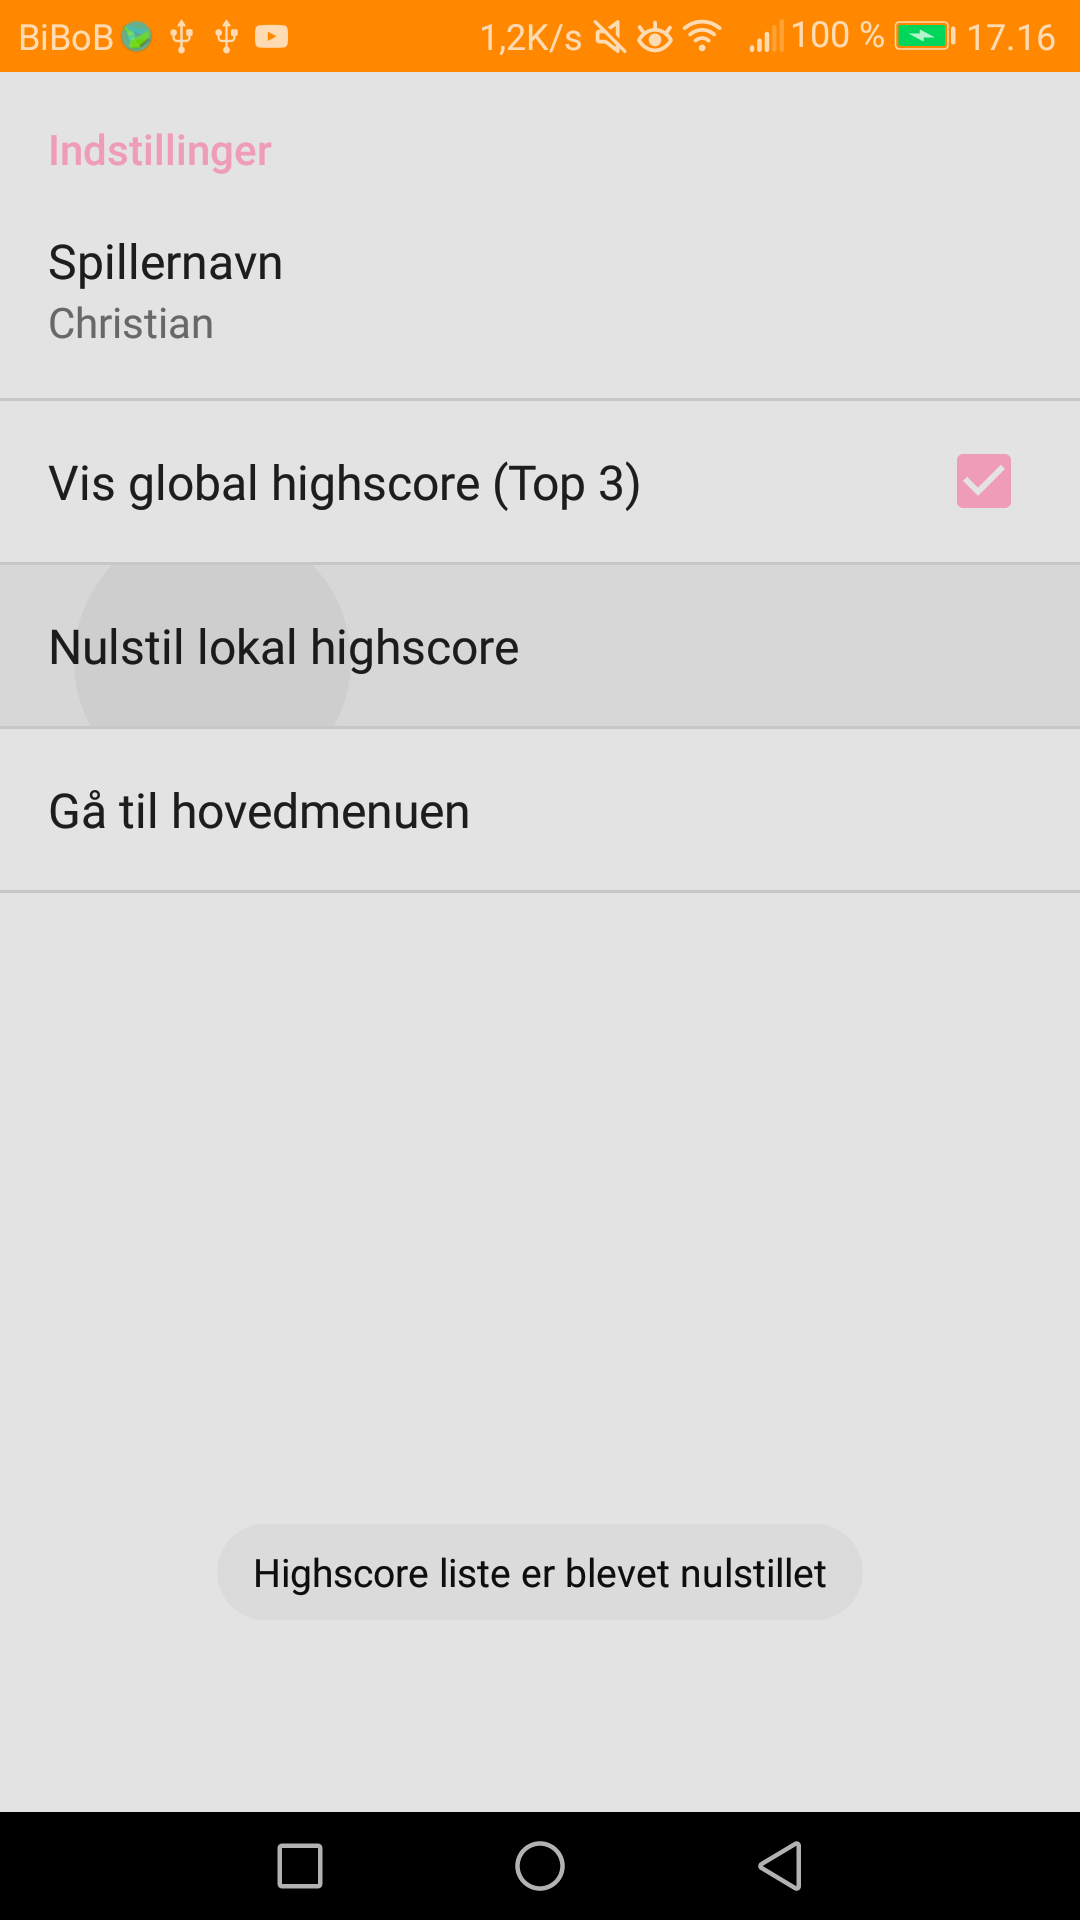 BiBoB 1,2K/s 100 % 17.16
Indstillinger
Spillernavn
Christian
Vis global highscore (Top 3)
Nulstil lokal highscore
Gå til hovedmenuen
Highscore liste er blevet nulstillet